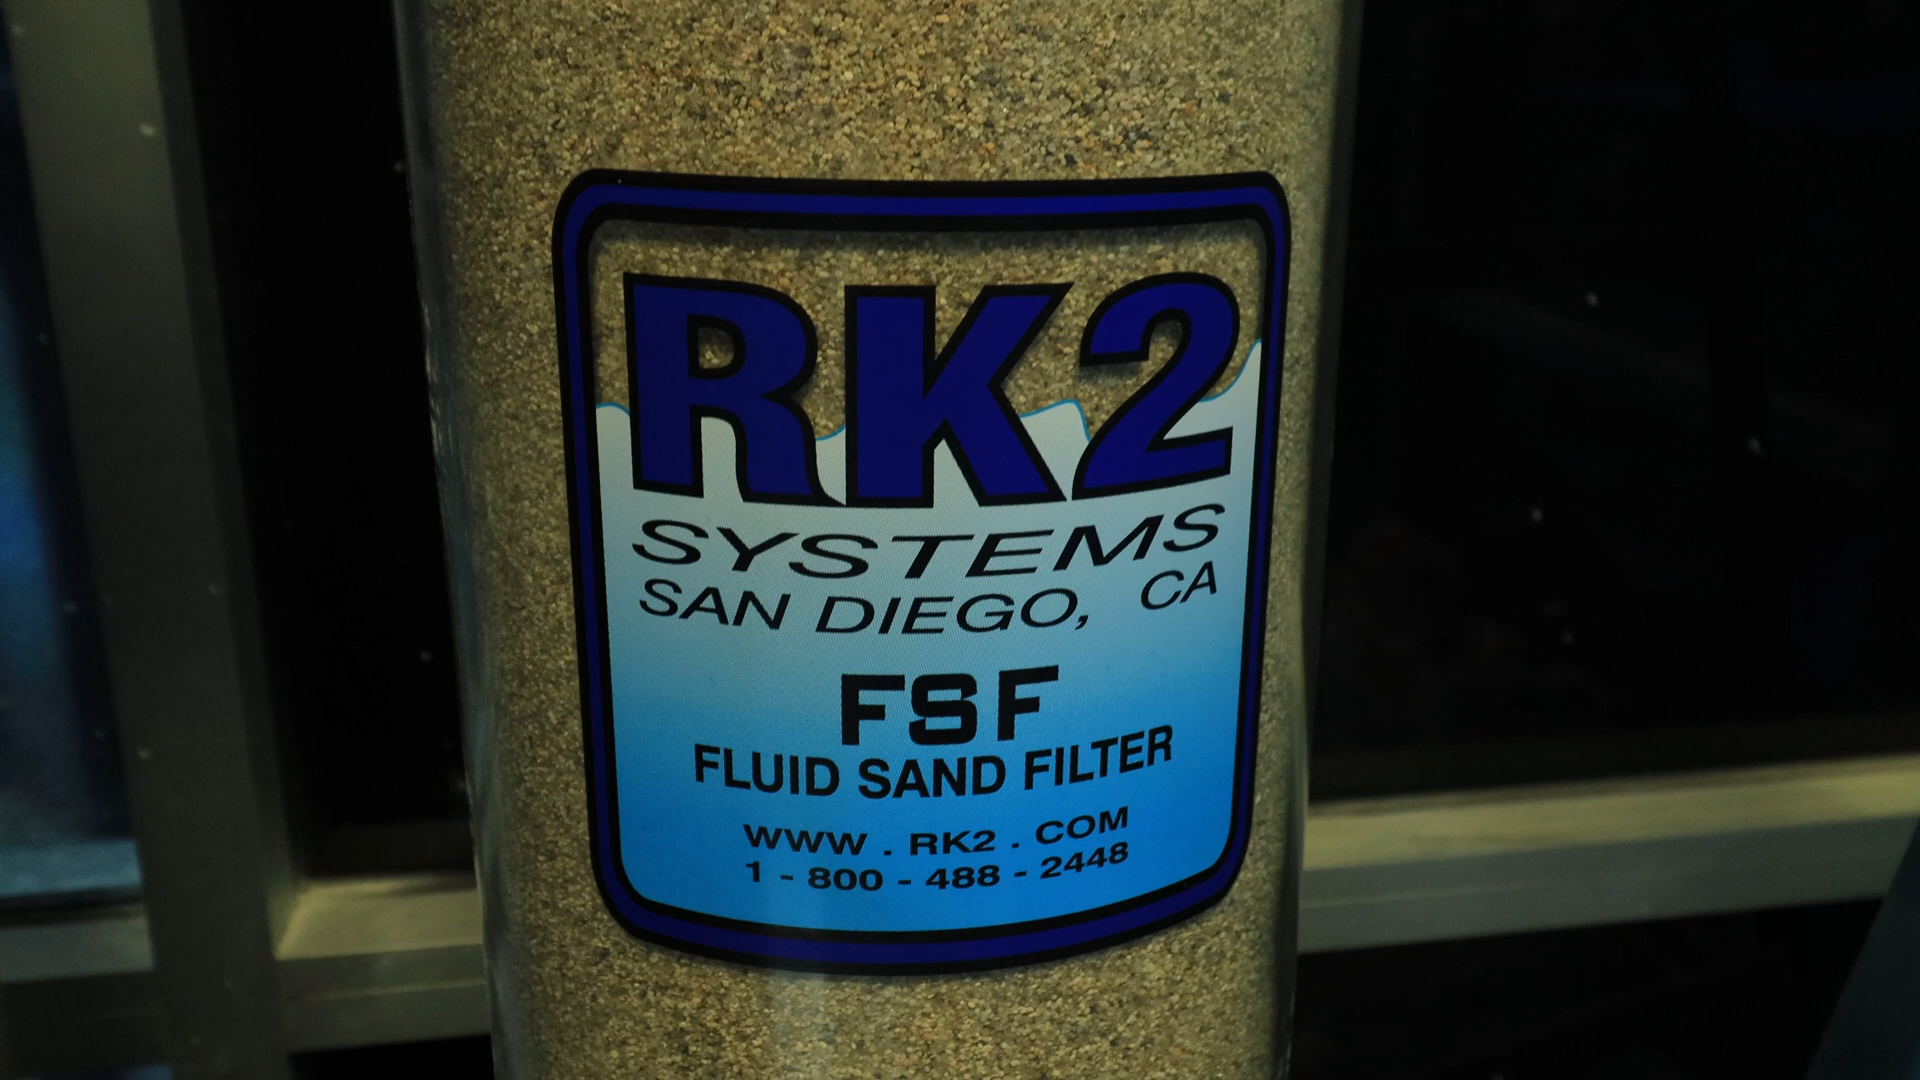 RK2
SYSTEMS
SAN DIEGO, CA
FSF
FLUID SAND FILTER
WWW . RK2 . COM
1 - 800 - 488 - 2448